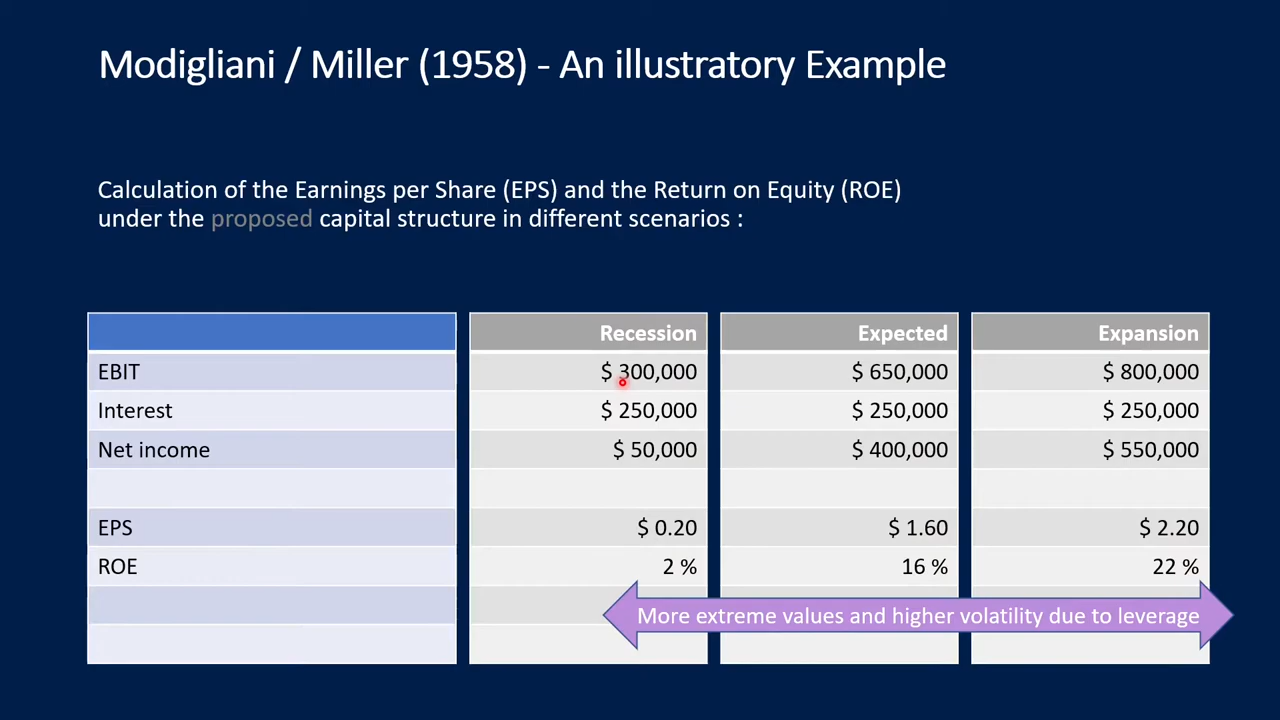 Modigliani / Miller (1958) - An illustratory Example
Calculation of the Earnings per Share (EPS) and the Return on Equity (ROE)
under the proposed capital structure in different scenarios :
Recession Expected Expansion
EBIT $ 300,000 $ 650,000 $ 800,000
Interest $ 250,000 $ 250,000 $ 250,000
Net income $ 50,000 $ 400,000 $ 550,000
EPS $ 0.20 $ 1.60 $ 2.20
ROE 2 % 16 % 22 %
More extreme values and higher volatility due to leverage